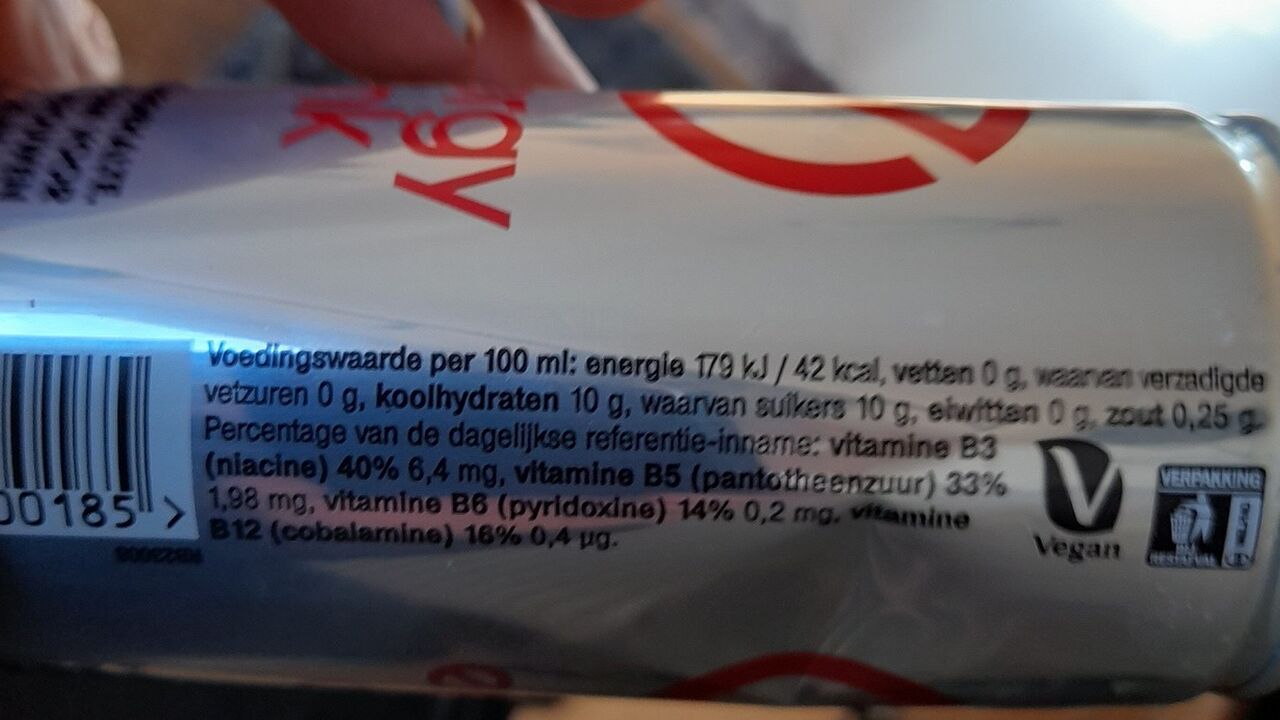 Voedingswaarde per 100 ml: energie 179 kJ / 42 kcal, vetten 0 g, waarvan verzadigde
vetzuren 0 g, koolhydraten 10 g, waarvan suikers 10 g, eiwitten 0 g, zout 0,25 g.
Percentage van de dagelijkse referentie-inname: vitamine B3
(niacine) 40% 6,4 mg, vitamine B5 (pantotheenzuur) 33%
1,98 mg, vitamine B6 (pyridoxine) 14% 0,2 mg, vitamine
B12 (cobalamine) 16% 0,4 µg.
00185 >
Vegan
VERPAKKING
BIJ
RESTAFVAL